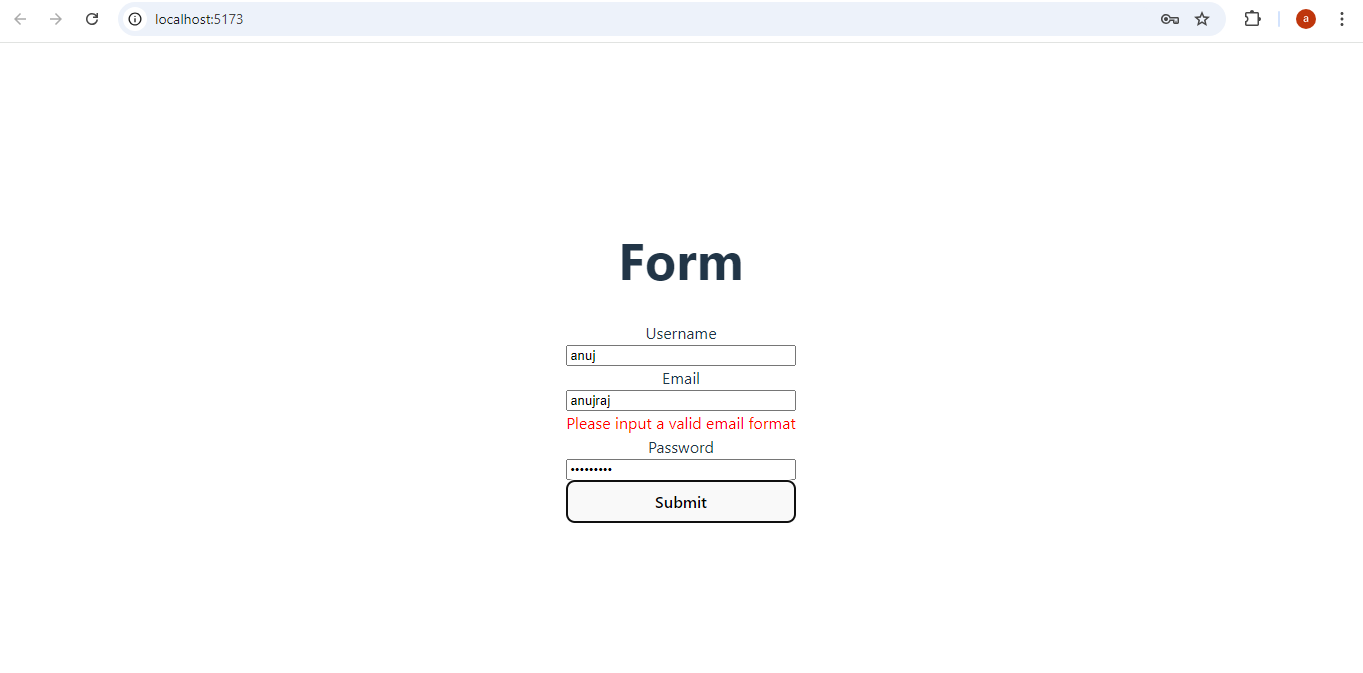 localhost:5173
a
Form
Username
anuj
Email
anujraj
Please input a valid email format
Password
•••••••••
Submit